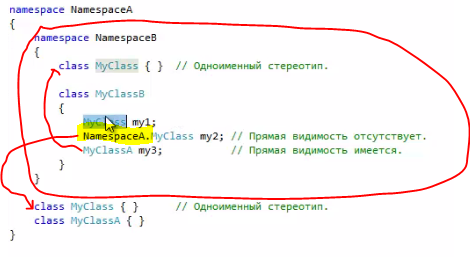 namespace NamespaceA
{
namespace NamespaceB
{
class MyClass { } // Одноименный стереотип.
class MyClassB
{
MyClass my1;
NamespaceA.MyClass my2; // Прямая видимость отсутствует.
MyClassA my3; // Прямая видимость имеется.
}
}
class MyClass { } // Одноименный стереотип.
class MyClassA { }
}